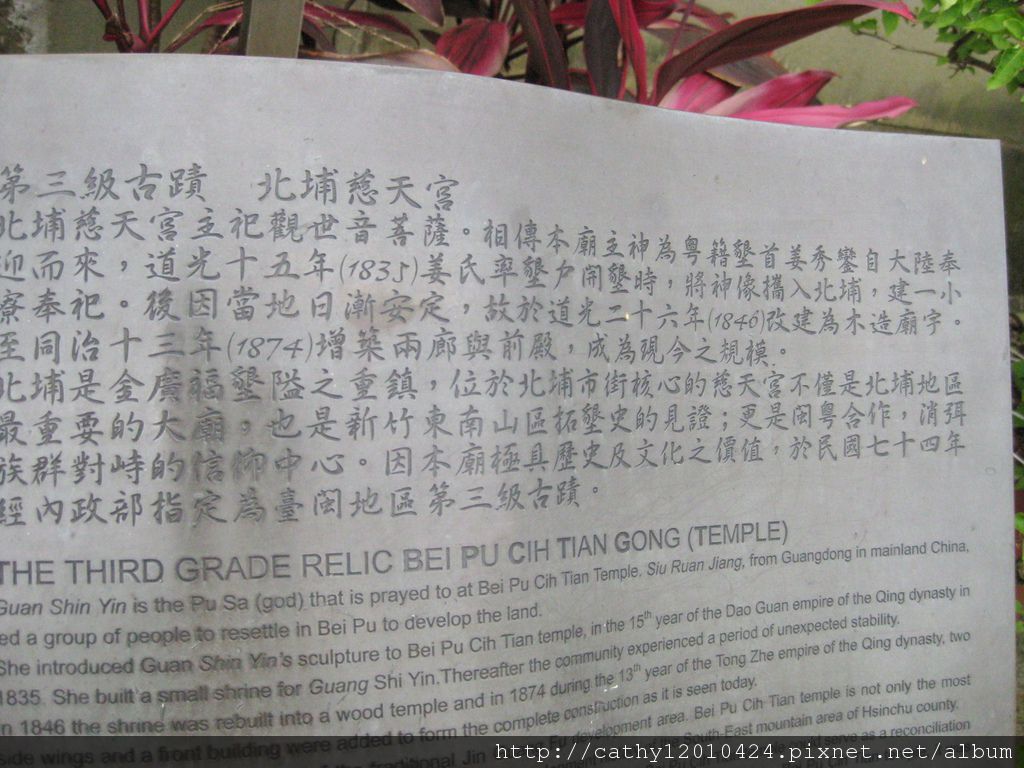 第三級古蹟　北埔慈天宮
北埔慈天宮主祀觀世音菩薩。相傳本廟主神為粵籍墾首姜秀鑾自大陸奉
迎而來，道光十五年(1835)姜氏率墾戶開墾時，將神像攜入北埔，建一小
寮奉祀。後因當地日漸安定，故於道光二十六年(1846)改建為木造廟宇。
至同治十三年(1874)增築兩廊與前殿，成為現今之規模。
北埔是金廣福墾隘之重鎮，位於北埔市街核心的慈天宮不僅是北埔地區
最重要的大廟。也是新竹東南山區拓墾史的見證；更是閩粵合作，消弭
族群對峙的信仰中心。因本廟極具歷史及文化之價值，於民國七十四年
經內政部指定為臺閩地區第三級古蹟。
THE THIRD GRADE RELIC BEI PU CIH TIAN GONG (TEMPLE)
Guan Shin Yin is the Pu Sa (god) that is prayed to at Bei Pu Cih Tian Temple. Siu Ruan Jiang, from Guangdong in mainland China,
ed a group of people to resettle in Bei Pu to develop the land.
She introduced Guan Shin Yin's sculpture to Bei Pu Cih Tian temple, in the 15th year of the Dao Guan empire of the Qing dynasty in
1835. She built a small shrine for Guang Shi Yin.Thereafter the community experienced a period of unexpected stability.
n 1846 the shrine was rebuilt into a wood temple and in 1874 during the 13th year of the Tong Zhe empire of the Qing dynasty, two
side wings and a front building were added to form the complete construction as it is seen today.
the traditional Jin Fu development area. Bei Pu Cih Tian temple is not only the most
of the South-East mountain area of Hsinchu county.
could serve as a reconciliation
http://cathy12010424.pixnet.net/album